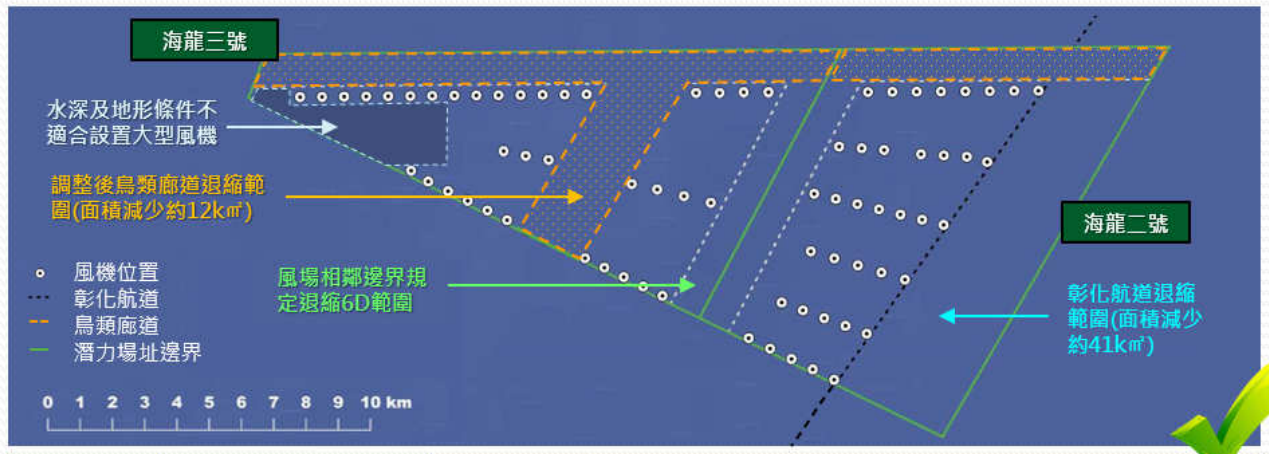 海龍三號
水深及地形條件不
適合設置大型風機
調整後鳥類廊道退縮範
圍(面積減少約12k㎡)
海龍二號
風場相鄰邊界規
定退縮6D範圍
彰化航道退縮
範圍(面積減少
約41k㎡)
風機位置
彰化航道
鳥類廊道
潛力場址邊界
0 1 2 3 4 5 6 7 8 9 10 km